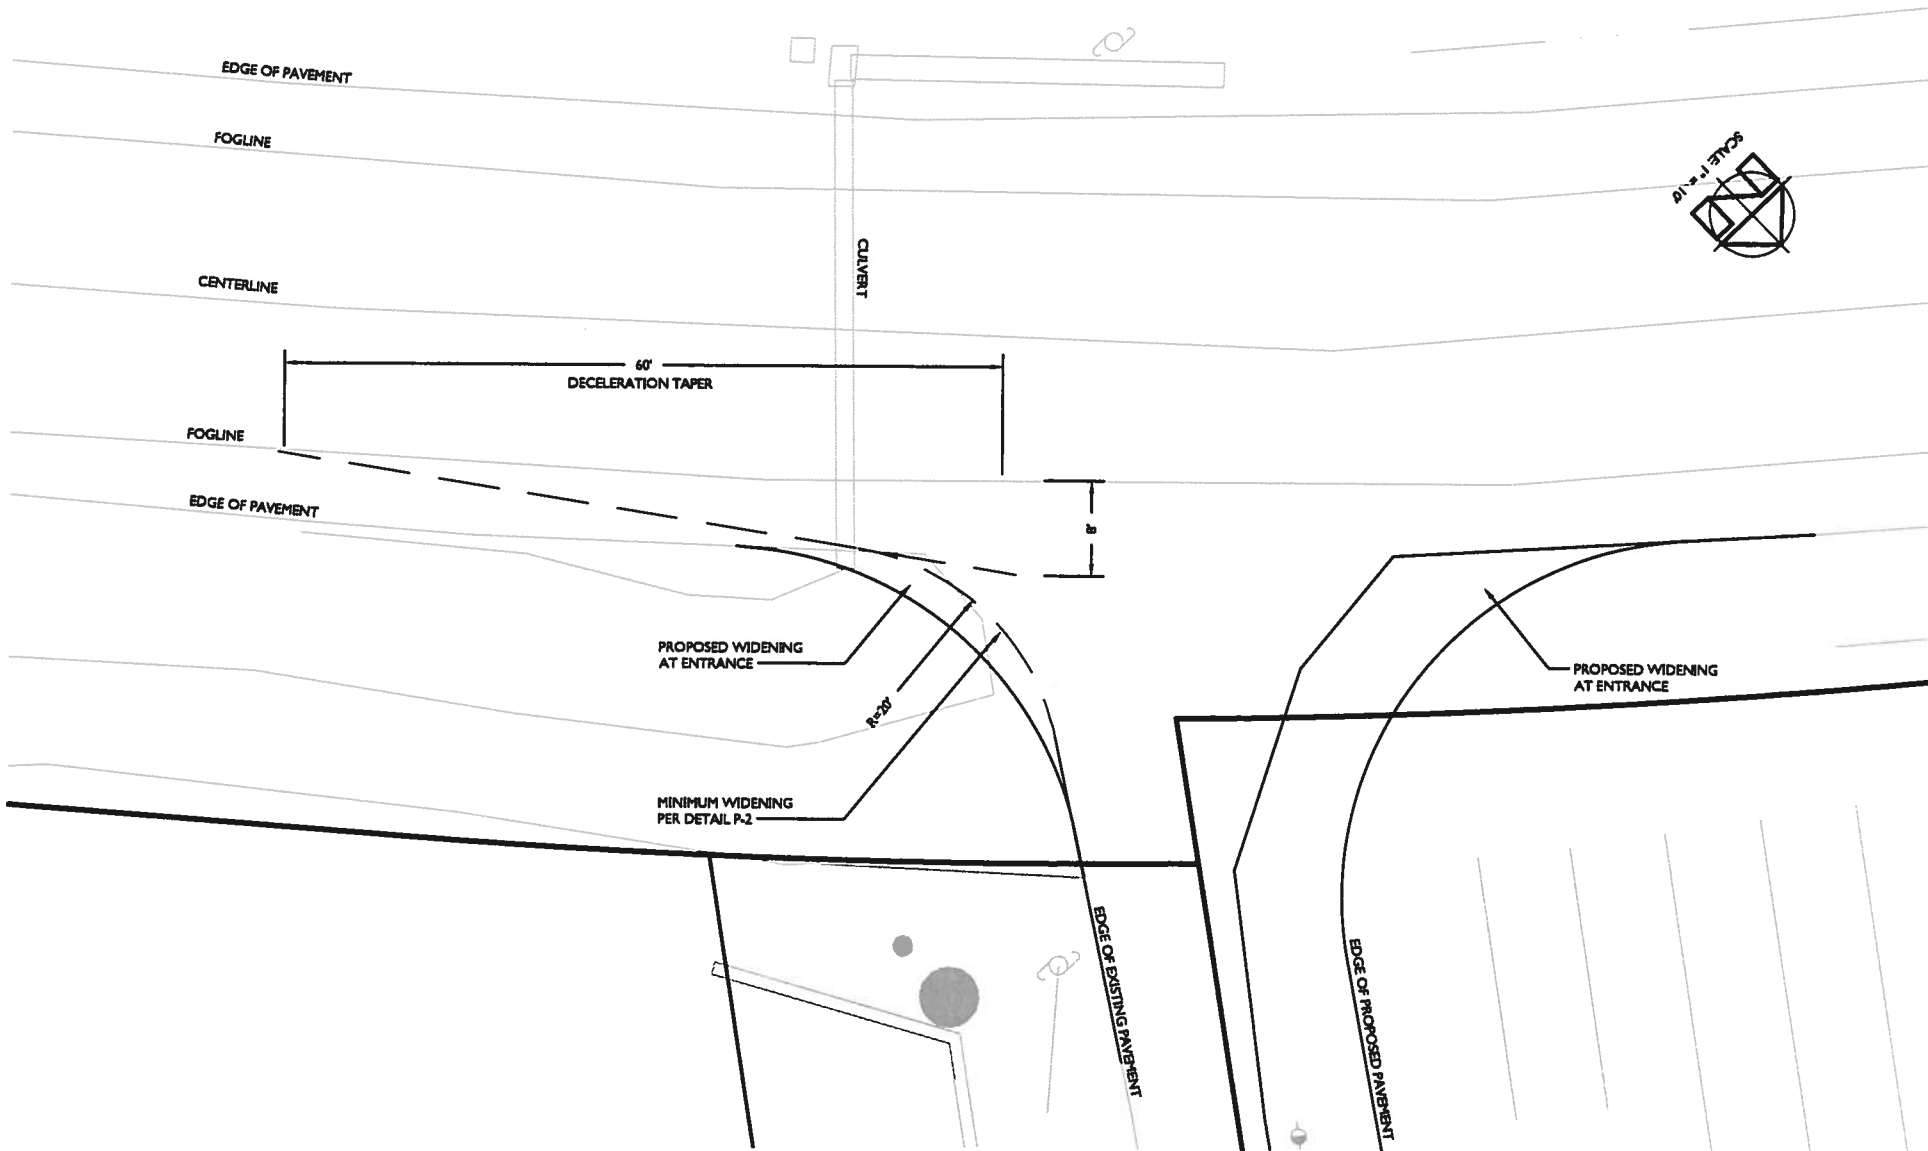 EDGE OF PAVEMENT
FOGLINE
SCALE: 1" = 10'
CULVERT
CENTERLINE
60'
DECELERATION TAPER
FOGLINE
EDGE OF PAVEMENT
8'
PROPOSED WIDENING
AT ENTRANCE
PROPOSED WIDENING
AT ENTRANCE
R=20'
MINIMUM WIDENING
PER DETAIL P-2
EDGE OF EXISTING PAVEMENT
EDGE OF PROPOSED PAVEMENT